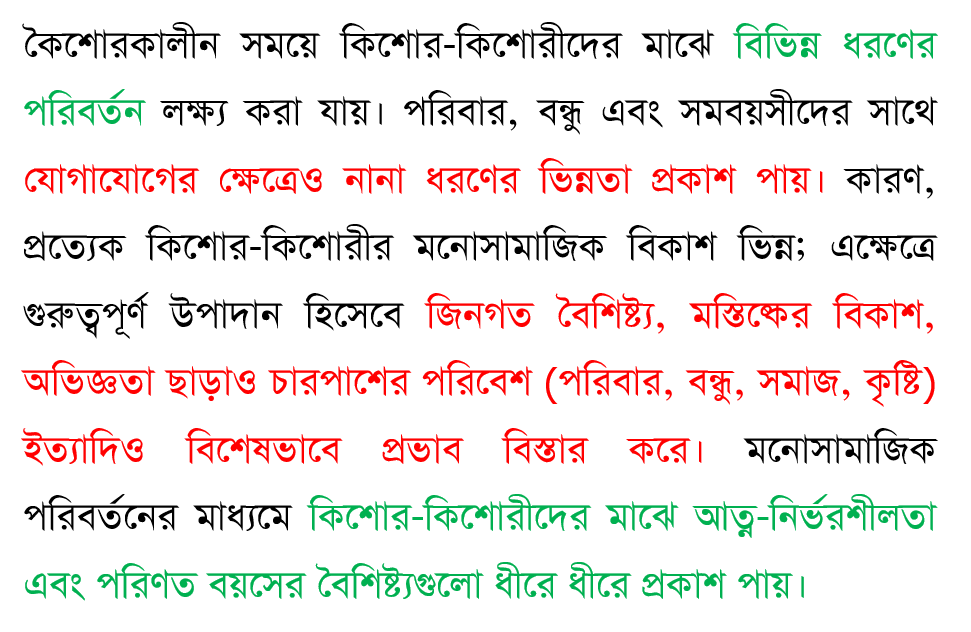 কৈশোরকালীন সময়ে কিশোর-কিশোরীদের মাঝে বিভিন্ন ধরণের
পরিবর্তন লক্ষ্য করা যায়। পরিবার, বন্ধু এবং সমবয়সীদের সাথে
যোগাযোগের ক্ষেত্রেও নানা ধরণের ভিন্নতা প্রকাশ পায়। কারণ,
প্রত্যেক কিশোর-কিশোরীর মনোসামাজিক বিকাশ ভিন্ন; এক্ষেত্রে
গুরুত্বপূর্ণ উপাদান হিসেবে জিনগত বৈশিষ্ট্য, মস্তিষ্কের বিকাশ,
অভিজ্ঞতা ছাড়াও চারপাশের পরিবেশ (পরিবার, বন্ধু, সমাজ, কৃষ্টি)
ইত্যাদিও বিশেষভাবে প্রভাব বিস্তার করে। মনোসামাজিক
পরিবর্তনের মাধ্যমে কিশোর-কিশোরীদের মাঝে আত্ন-নির্ভরশীলতা
এবং পরিণত বয়সের বৈশিষ্ট্যগুলো ধীরে ধীরে প্রকাশ পায়।